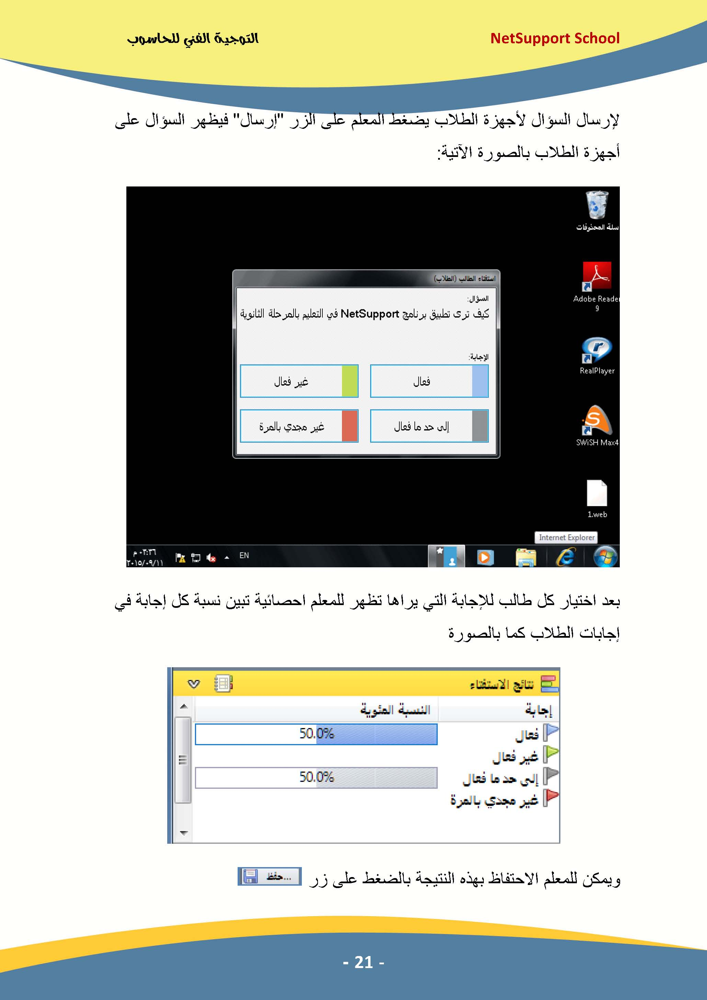 NetSupport School
التوجية الفني للحاسوب
لإرسال السؤال لأجهزة الطلاب يضغط المعلم على الزر "إرسال" فيظهر السؤال على
أجهزة الطلاب بالصورة الآتية:
سلة المحذوفات
Adobe Reader
9
RealPlayer
SWiSH Max4
1.web
استفتاء الطالب (الطلاب)
السؤال:
كيف ترى تطبيق برنامج NetSupport في التعليم بالمرحلة الثانوية
الإجابة:
فعال
غير فعال
إلى حد ما فعال
غير مجدي بالمرة
Internet Explorer
EN
٠٣:٣٦ م
٢٠١٥/٠٩/١١
بعد اختيار كل طالب للإجابة التي يراها تظهر للمعلم احصائية تبين نسبة كل إجابة في
إجابات الطلاب كما بالصورة
نتائج الاستفتاء
إجابة النسبة المئوية
فعال 50.0%
غير فعال
إلى حد ما فعال 50.0%
غير مجدي بالمرة
ويمكن للمعلم الاحتفاظ بهذه النتيجة بالضغط على زر حفظ...
- 21 -